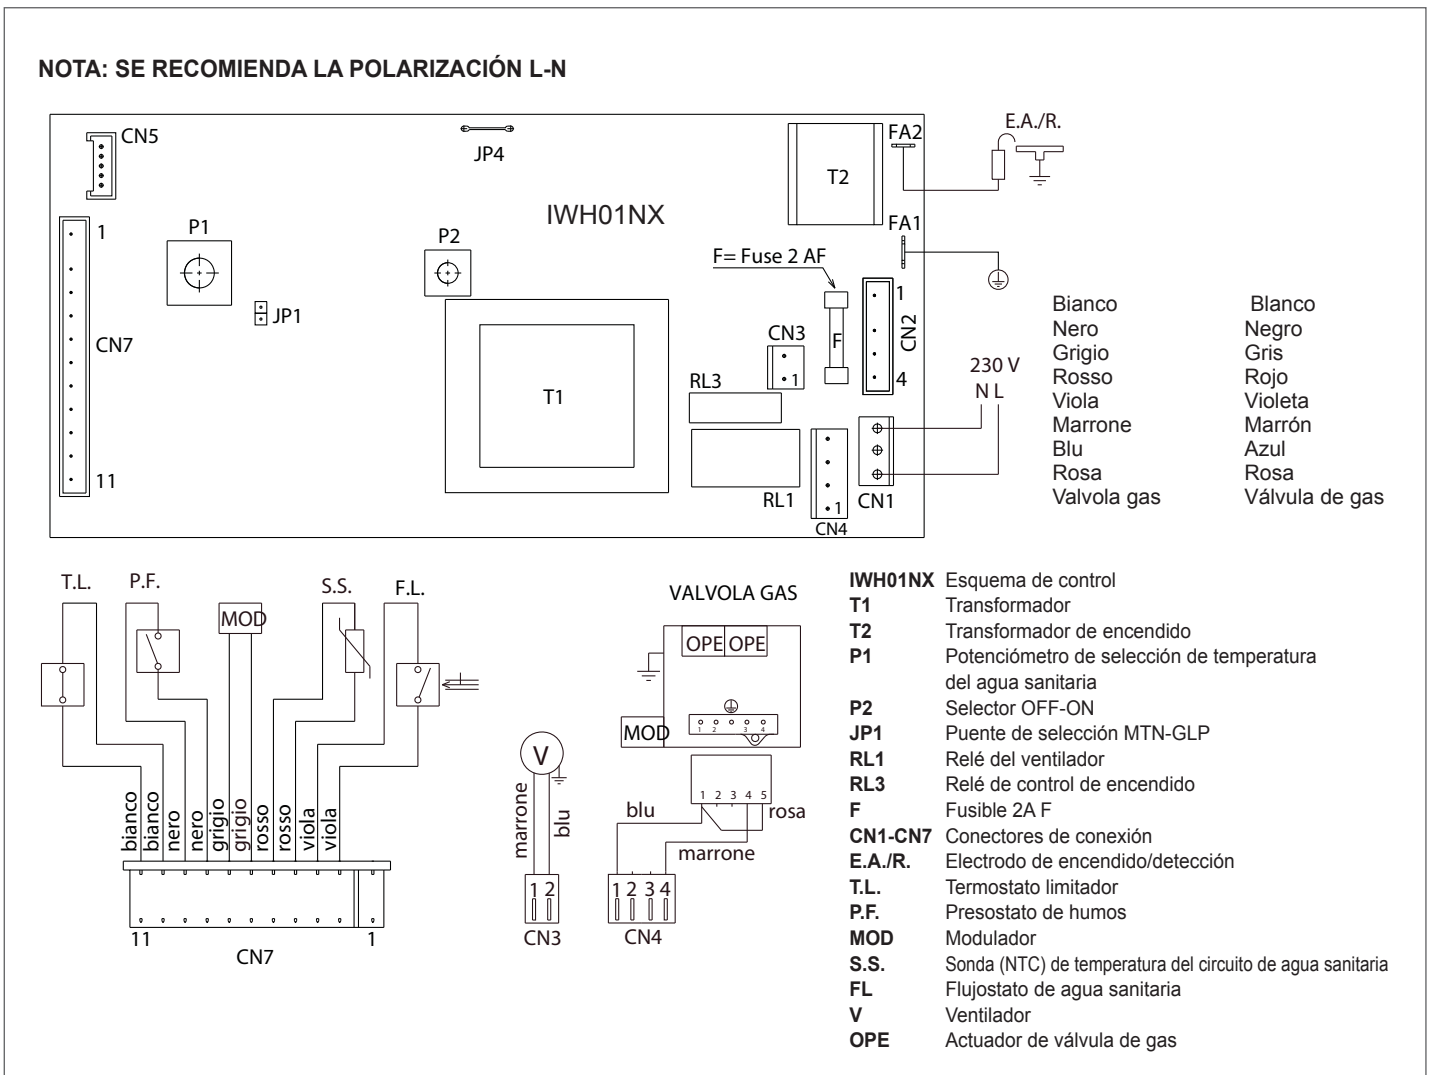 NOTA: SE RECOMIENDA LA POLARIZACIÓN L-N
CN5
JP4
FA2
E.A./R.
T2
IWH01NX
1
P1
P2
FA1
F= Fuse 2 AF
JP1
CN7
CN3
1
F
1
CN2
4
RL3
T1
230 V
N L
11
RL1
1
CN4
CN1
Bianco Blanco
Nero Negro
Grigio Gris
Rosso Rojo
Viola Violeta
Marrone Marrón
Blu Azul
Rosa Rosa
Valvola gas Válvula de gas
T.L.
P.F.
S.S.
F.L.
MOD
bianco
bianco
nero
nero
grigio
grigio
rosso
rosso
viola
viola
11
1
CN7
V
marrone
blu
1 2
CN3
VALVOLA GAS
OPE OPE
MOD
1 2 3 4
1 2 3 4 5
blu
rosa
marrone
1 2 3 4
CN4
IWH01NX Esquema de control
T1 Transformador
T2 Transformador de encendido
P1 Potenciómetro de selección de temperatura
del agua sanitaria
P2 Selector OFF-ON
JP1 Puente de selección MTN-GLP
RL1 Relé del ventilador
RL3 Relé de control de encendido
F Fusible 2A F
CN1-CN7 Conectores de conexión
E.A./R. Electrodo de encendido/detección
T.L. Termostato limitador
P.F. Presostato de humos
MOD Modulador
S.S. Sonda (NTC) de temperatura del circuito de agua sanitaria
FL Flujostato de agua sanitaria
V Ventilador
OPE Actuador de válvula de gas